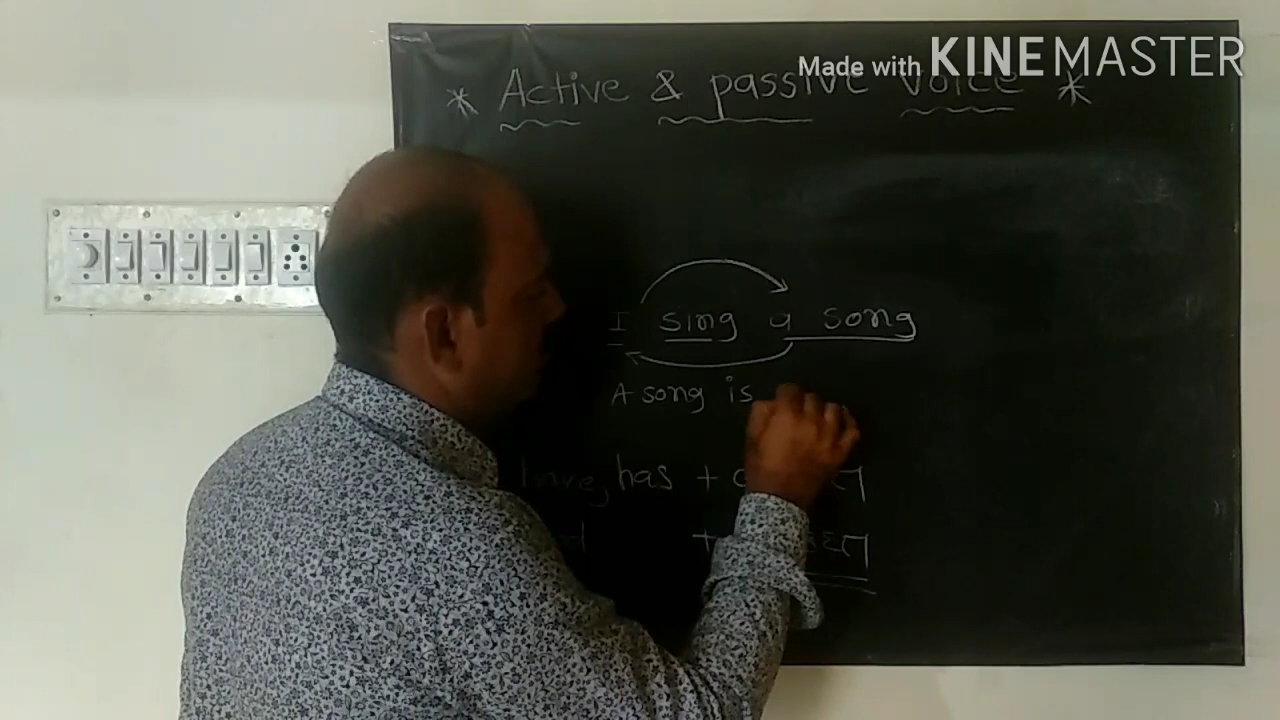 Made with KINEMASTER
* Active & passive voice *
I sing a song
A song is
have, has +
+